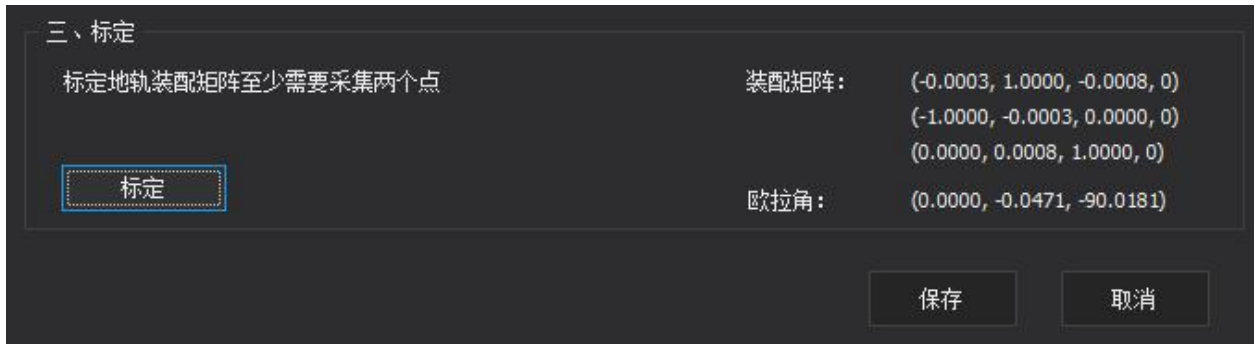 三、标定
标定地轨装配矩阵至少需要采集两个点
装配矩阵: (-0.0003, 1.0000, -0.0008, 0)
(-1.0000, -0.0003, 0.0000, 0)
(0.0000, 0.0008, 1.0000, 0)
标定
欧拉角: (0.0000, -0.0471, -90.0181)
保存
取消